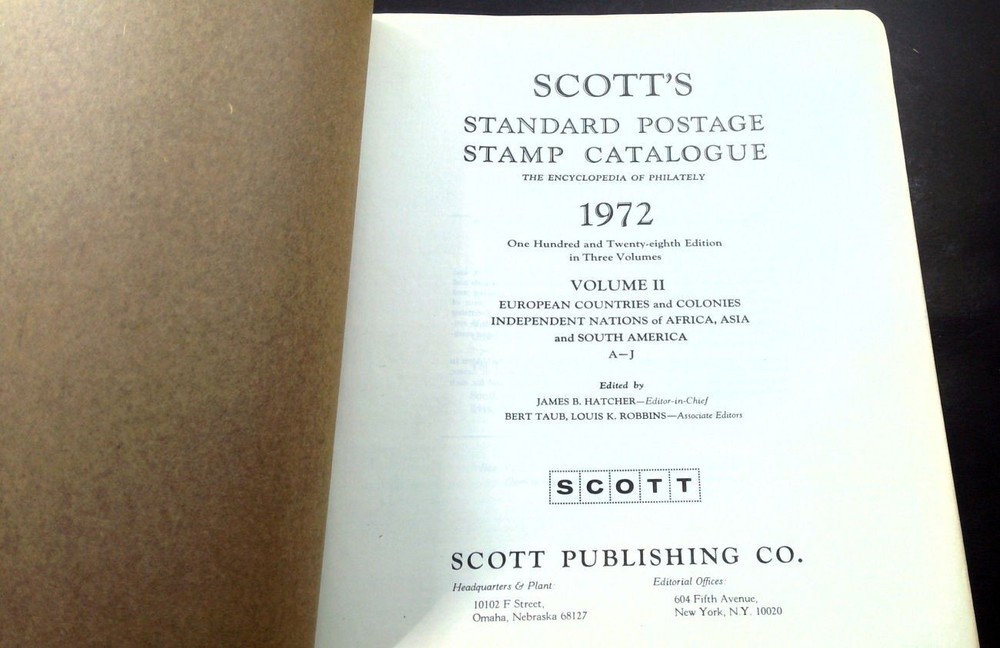 SCOTT'S
STANDARD POSTAGE
STAMP CATALOGUE
THE ENCYCLOPEDIA OF PHILATELY
1972
One Hundred and Twenty-eighth Edition
in Three Volumes
VOLUME II
EUROPEAN COUNTRIES and COLONIES
INDEPENDENT NATIONS of AFRICA, ASIA
and SOUTH AMERICA
A—J
Edited by
JAMES B. HATCHER—Editor-in-Chief
BERT TAUB, LOUIS K. ROBBINS—Associate Editors
SCOTT
SCOTT PUBLISHING CO.
Headquarters & Plant:
10102 F Street,
Omaha, Nebraska 68127
Editorial Offices:
604 Fifth Avenue,
New York, N.Y. 10020